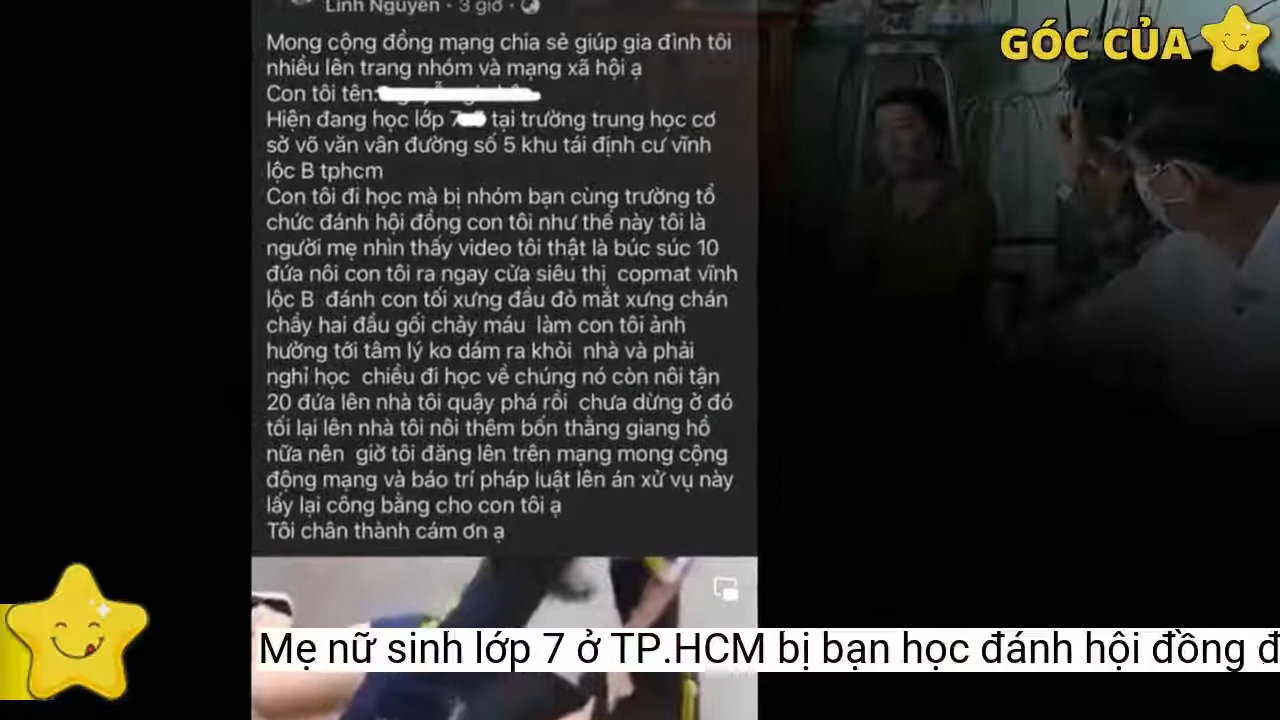 Linh Nguyen · 3 giờ ·
GÓC CỦA
Mong cộng đồng mạng chia sẻ giúp gia đình tôi
nhiều lên trang nhóm và mạng xã hội ạ
Con tôi tên:
Hiện đang học lớp 7 tại trường trung học cơ
sở võ văn vân đường số 5 khu tái định cư vĩnh
lộc B tphcm
Con tôi đi học mà bị nhóm bạn cùng trường tổ
chức đánh hội đồng con tôi như thế này tôi là
người mẹ nhìn thấy video tôi thật là búc súc 10
đứa nôi con tôi ra ngay cửa siêu thị copmat vĩnh
lộc B đánh con tối xưng đầu đỏ mắt xưng chán
chầy hai đầu gối chảy máu làm con tôi ảnh
hưởng tới tâm lý ko dám ra khỏi nhà và phải
nghỉ học chiều đi học về chúng nó còn nôi tận
20 đứa lên nhà tôi quậy phá rồi chưa dừng ở đó
tối lại lên nhà tôi nôi thêm bốn thằng giang hồ
nữa nên giờ tôi đăng lên trên mạng mong cộng
động mạng và báo trí pháp luật lên án xử vụ này
lấy lại công bằng cho con tôi ạ
Tôi chân thành cám ơn ạ
Mẹ nữ sinh lớp 7 ở TP.HCM bị bạn học đánh hội đồng đ